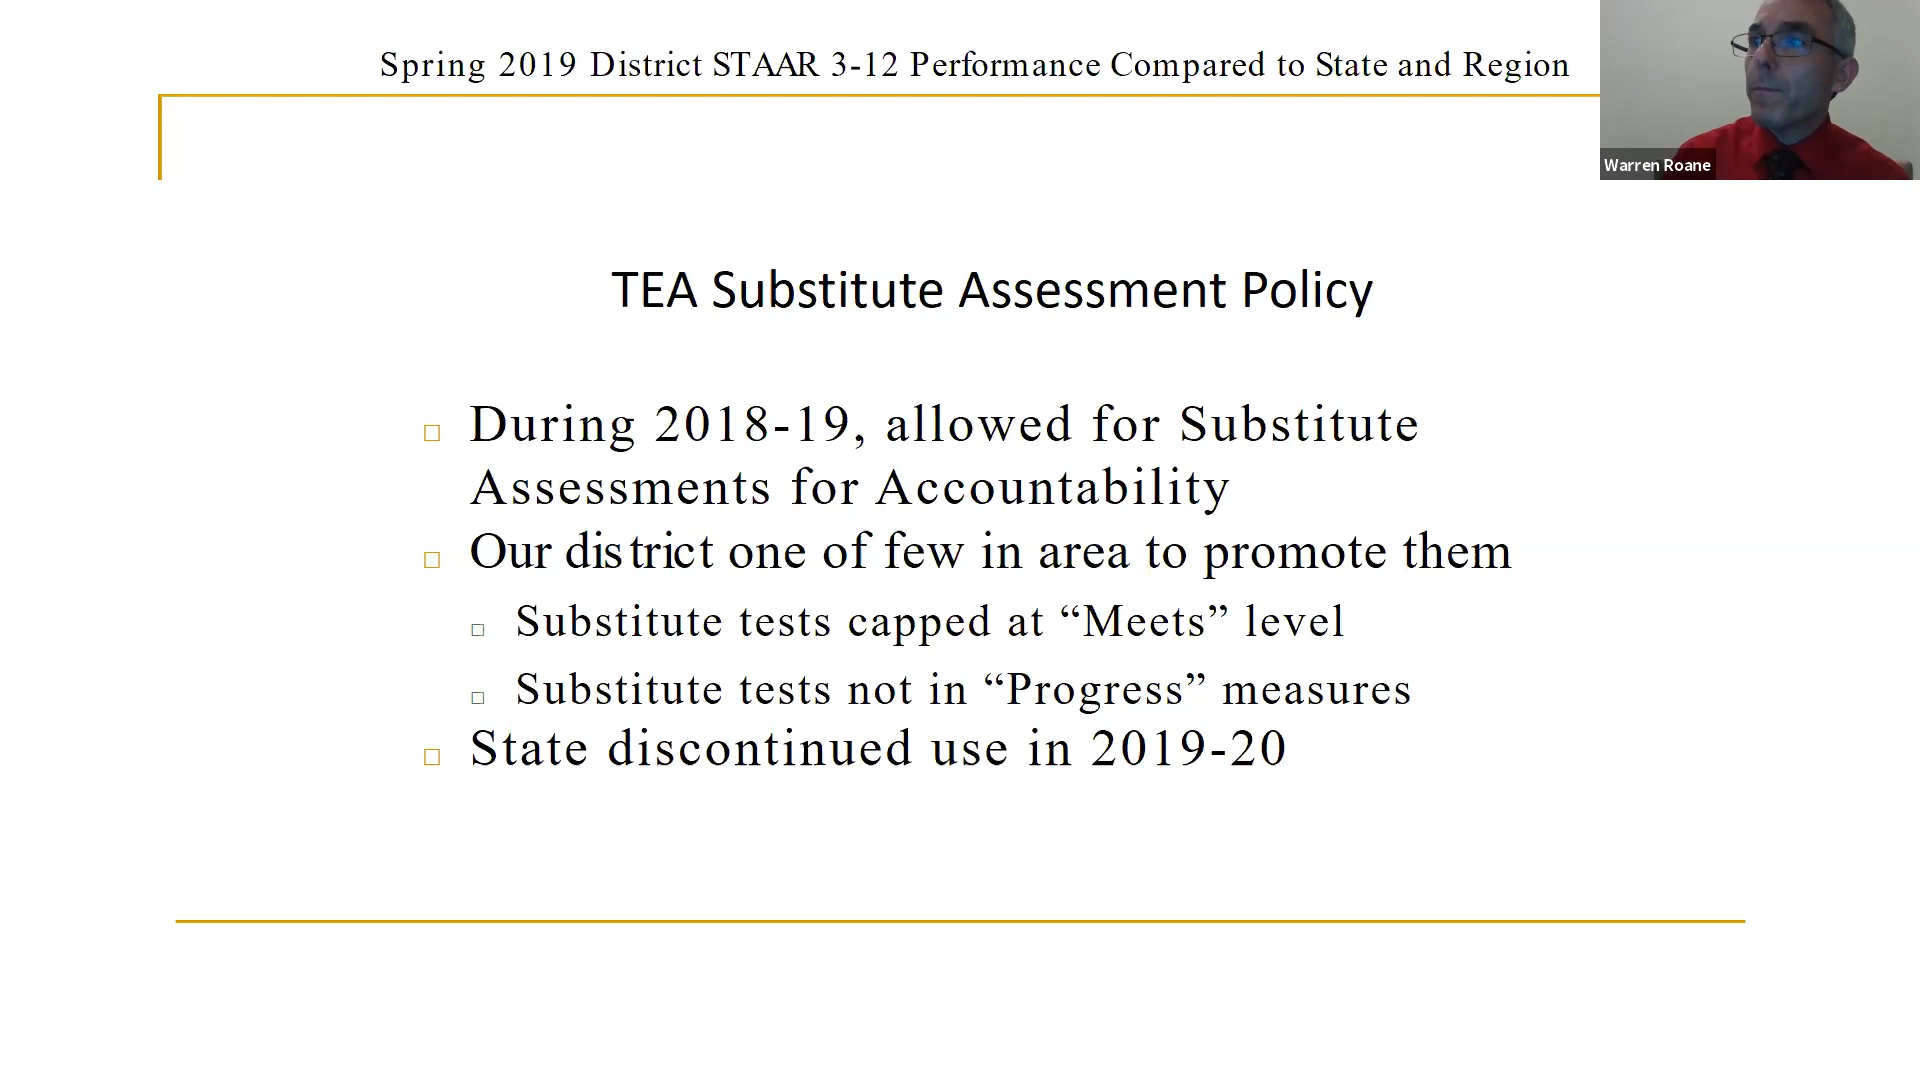 Spring 2019 District STAAR 3-12 Performance Compared to State and Region
Warren Roane
TEA Substitute Assessment Policy
During 2018-19, allowed for Substitute
Assessments for Accountability
Our district one of few in area to promote them
Substitute tests capped at “Meets” level
Substitute tests not in “Progress” measures
State discontinued use in 2019-20